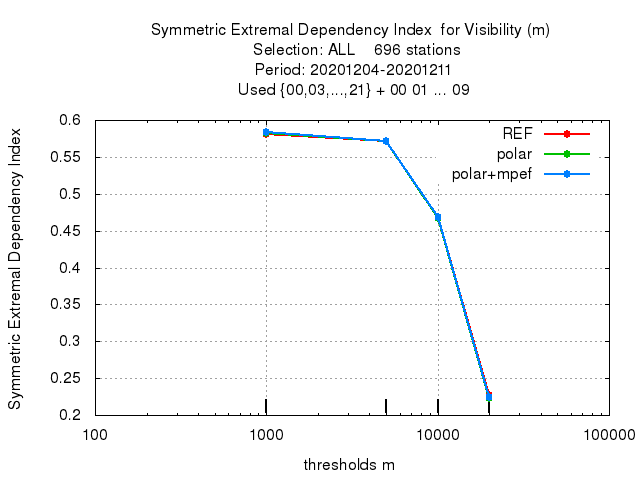 Symmetric Extremal Dependency Index  for Visibility (m)
Selection: ALL    696 stations
Period: 20201204-20201211
Used {00,03,...,21} + 00 01 ... 09
Symmetric Extremal Dependency Index
0.6
0.55
0.5
0.45
0.4
0.35
0.3
0.25
0.2
REF
polar
polar+mpef
100 1000 10000 100000
thresholds m